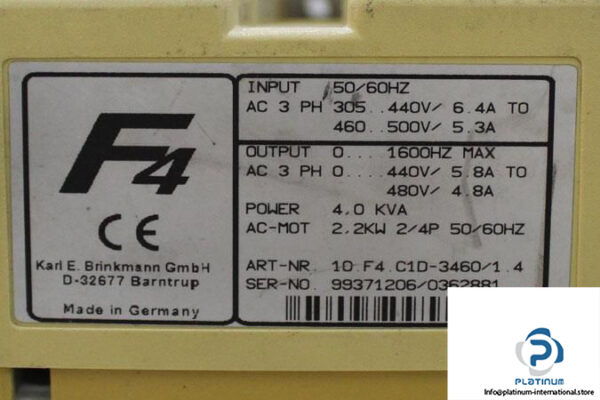 F4
CE
Karl E. Brinkmann GmbH
D-32677 Barntrup
Made in Germany
INPUT 50/60HZ
AC 3 PH 305..440V/ 6.4A TO
460..500V/ 5.3A
OUTPUT 0... 1600HZ MAX
AC 3 PH 0... 440V/ 5.8A TO
480V/ 4.8A
POWER 4.0 KVA
AC-MOT 2.2KW 2/4P 50/60HZ
ART-NR. 10.F4.C1D-3460/1.4
SER-NO. 99371206/0362881
PLATINUM
Info@platinum-international.store